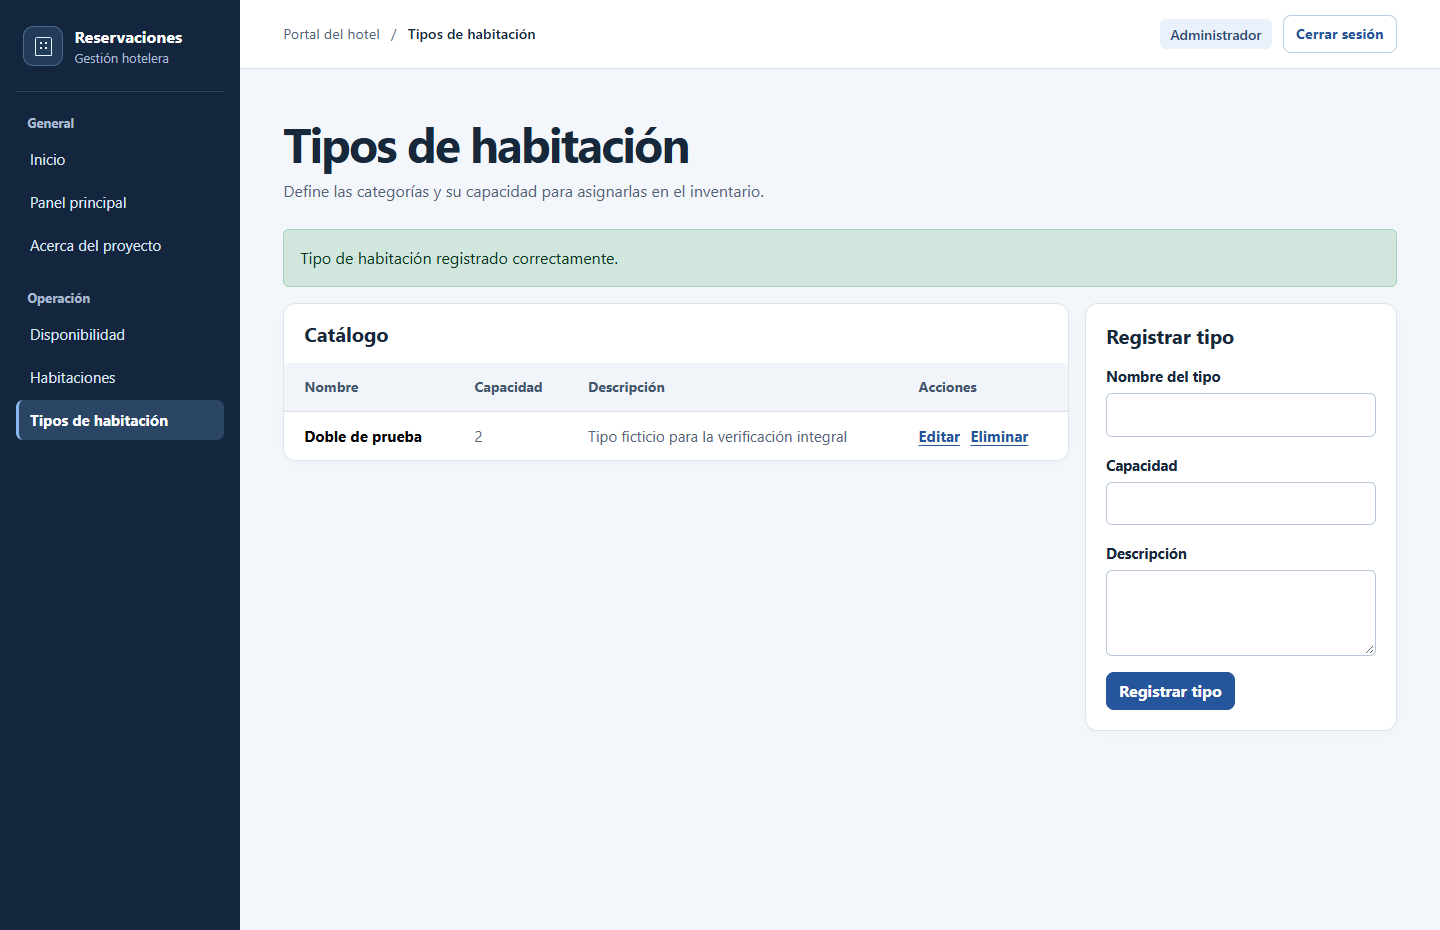 Reservaciones
Gestión hotelera
General
Inicio
Panel principal
Acerca del proyecto
Operación
Disponibilidad
Habitaciones
Tipos de habitación
Portal del hotel / Tipos de habitación
Administrador
Cerrar sesión
Tipos de habitación
Define las categorías y su capacidad para asignarlas en el inventario.
Tipo de habitación registrado correctamente.
Catálogo
Nombre Capacidad Descripción Acciones
Doble de prueba 2 Tipo ficticio para la verificación integral Editar Eliminar
Registrar tipo
Nombre del tipo
Capacidad
Descripción
Registrar tipo